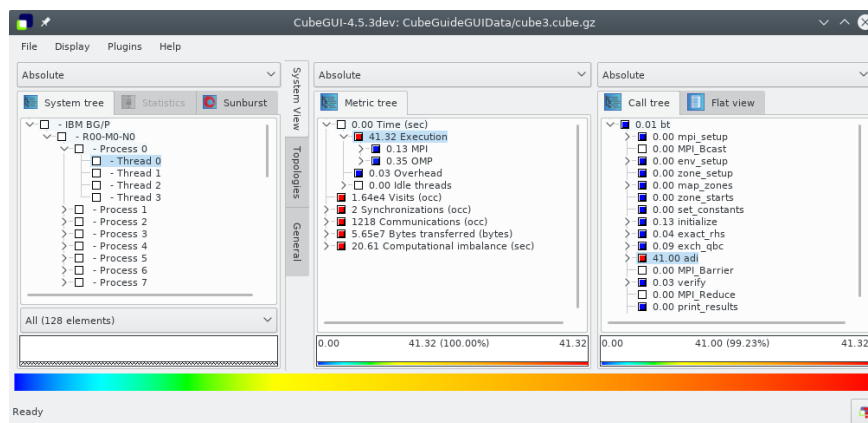 CubeGUI-4.5.3dev: CubeGuideGUIData/cube3.cube.gz
File Display Plugins Help
Absolute
System tree Statistics Sunburst
- IBM BG/P
- R00-M0-N0
- Process 0
- Thread 0
- Thread 1
- Thread 2
- Thread 3
- Process 1
- Process 2
- Process 3
- Process 4
- Process 5
- Process 6
- Process 7
All (128 elements)
System View
Topologies
General
Absolute
Metric tree
0.00 Time (sec)
41.32 Execution
0.13 MPI
0.35 OMP
0.03 Overhead
0.00 Idle threads
1.64e4 Visits (occ)
2 Synchronizations (occ)
1218 Communications (occ)
5.65e7 Bytes transferred (bytes)
20.61 Computational imbalance (sec)
0.00 41.32 (100.00%) 41.32
Absolute
Call tree Flat view
0.01 bt
0.00 mpi_setup
0.00 MPI_Bcast
0.00 env_setup
0.00 zone_setup
0.00 map_zones
0.00 zone_starts
0.00 set_constants
0.13 initialize
0.04 exact_rhs
0.09 exch_qbc
41.00 adi
0.00 MPI_Barrier
0.03 verify
0.00 MPI_Reduce
0.00 print_results
0.00 41.00 (99.23%) 41.32
Ready